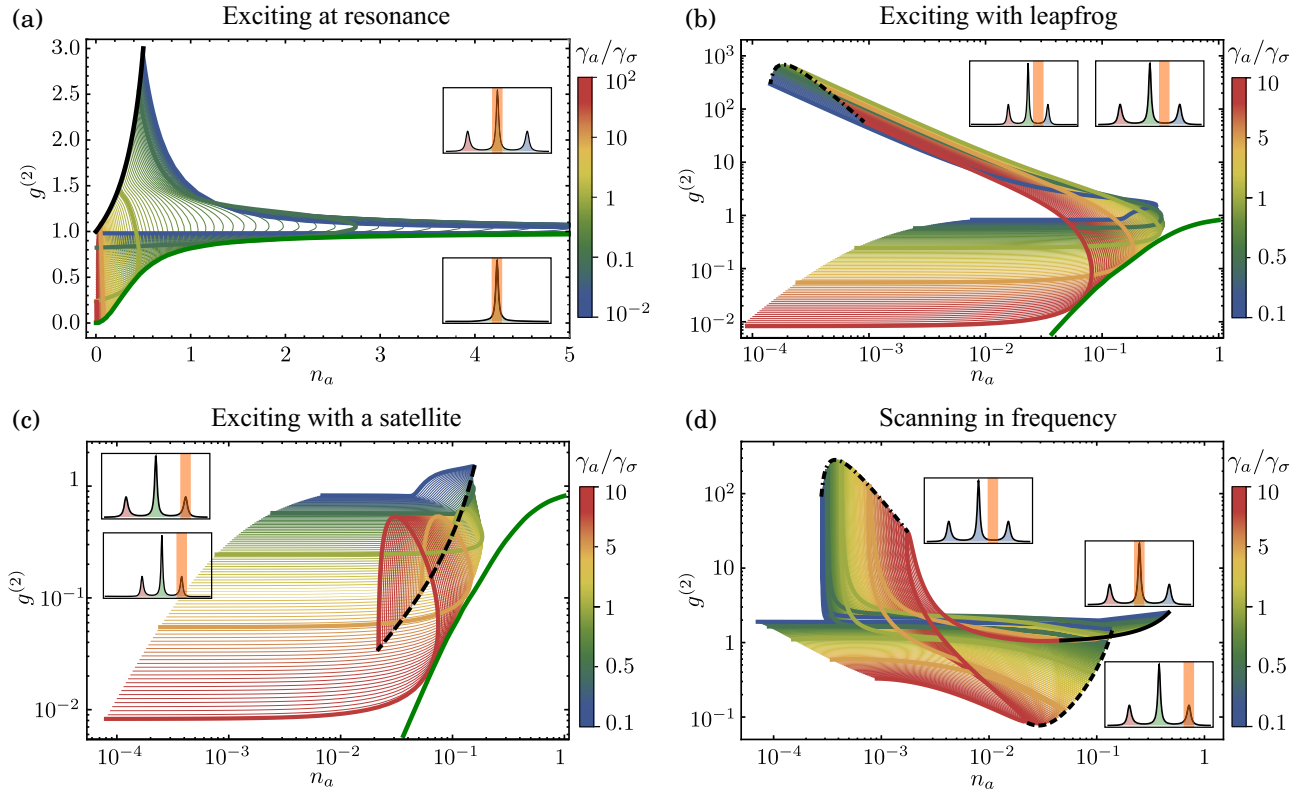 (a) Exciting at resonance
3.0
2.5
2.0
1.5
1.0
0.5
0.0
g^{(2)}
0 1 2 3 4 5
n_a
γ_a/γ_σ
10^2
10
1
0.1
10^{-2}
(b) Exciting with leapfrog
10^3
10^2
10
1
10^{-1}
10^{-2}
g^{(2)}
10^{-4} 10^{-3} 10^{-2} 10^{-1} 1
n_a
γ_a/γ_σ
10
5
1
0.5
0.1
(c) Exciting with a satellite
1
10^{-1}
10^{-2}
g^{(2)}
10^{-4} 10^{-3} 10^{-2} 10^{-1} 1
n_a
γ_a/γ_σ
10
5
1
0.5
0.1
(d) Scanning in frequency
10^2
10
1
10^{-1}
g^{(2)}
10^{-4} 10^{-3} 10^{-2} 10^{-1} 1
n_a
γ_a/γ_σ
10
5
1
0.5
0.1